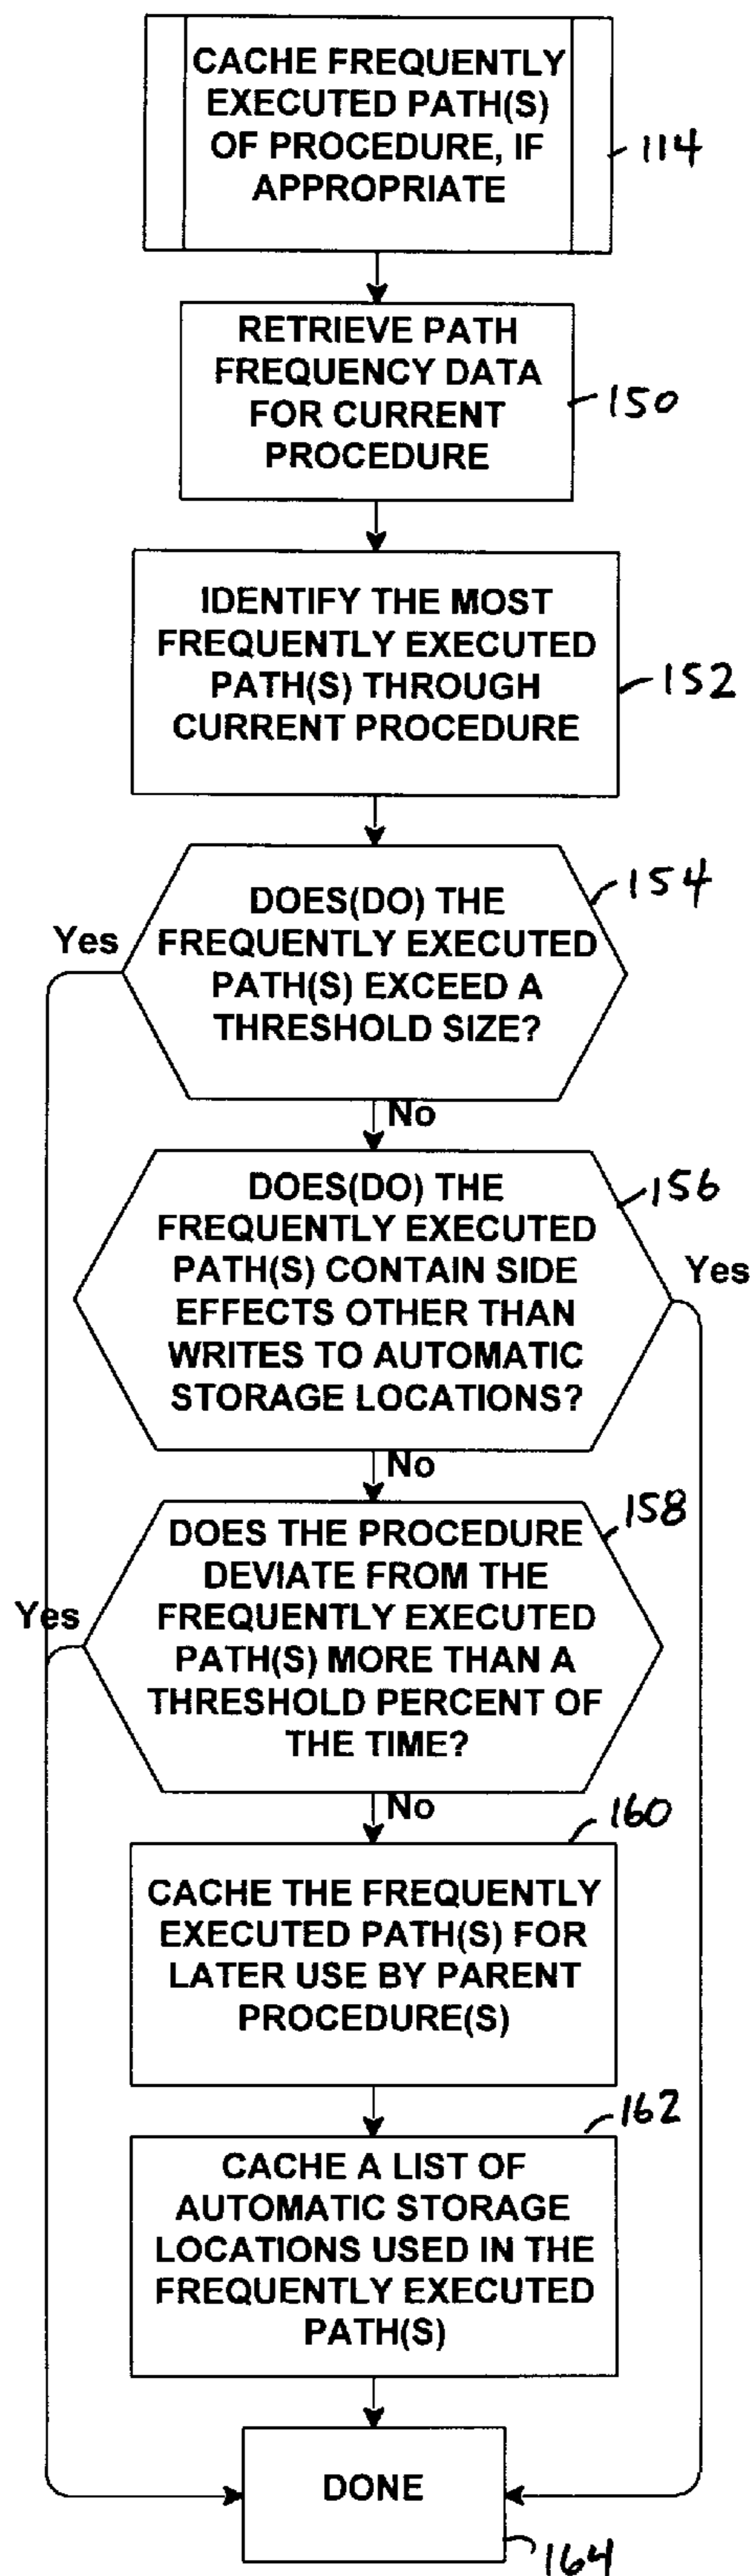 CACHE FREQUENTLY
EXECUTED PATH(S)
OF PROCEDURE, IF
APPROPRIATE
114
RETRIEVE PATH
FREQUENCY DATA
FOR CURRENT
PROCEDURE
150
IDENTIFY THE MOST
FREQUENTLY EXECUTED
PATH(S) THROUGH
CURRENT PROCEDURE
152
154
DOES(DO) THE
FREQUENTLY EXECUTED
PATH(S) EXCEED A
THRESHOLD SIZE?
Yes
No
156
DOES(DO) THE
FREQUENTLY EXECUTED
PATH(S) CONTAIN SIDE
EFFECTS OTHER THAN
WRITES TO AUTOMATIC
STORAGE LOCATIONS?
Yes
No
158
DOES THE PROCEDURE
DEVIATE FROM THE
FREQUENTLY EXECUTED
PATH(S) MORE THAN A
THRESHOLD PERCENT OF
THE TIME?
Yes
No
160
CACHE THE FREQUENTLY
EXECUTED PATH(S) FOR
LATER USE BY PARENT
PROCEDURE(S)
162
CACHE A LIST OF
AUTOMATIC STORAGE
LOCATIONS USED IN THE
FREQUENTLY EXECUTED
PATH(S)
DONE
164